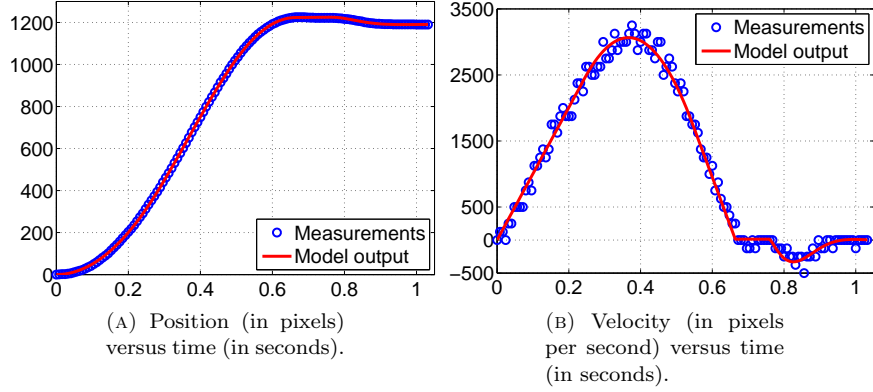 1200
1000
800
600
400
200
0
0 0.2 0.4 0.6 0.8 1
Measurements
Model output
(A) Position (in pixels)
versus time (in seconds).
3500
2500
1500
500
0
−500
0 0.2 0.4 0.6 0.8 1
Measurements
Model output
(B) Velocity (in pixels
per second) versus time
(in seconds).